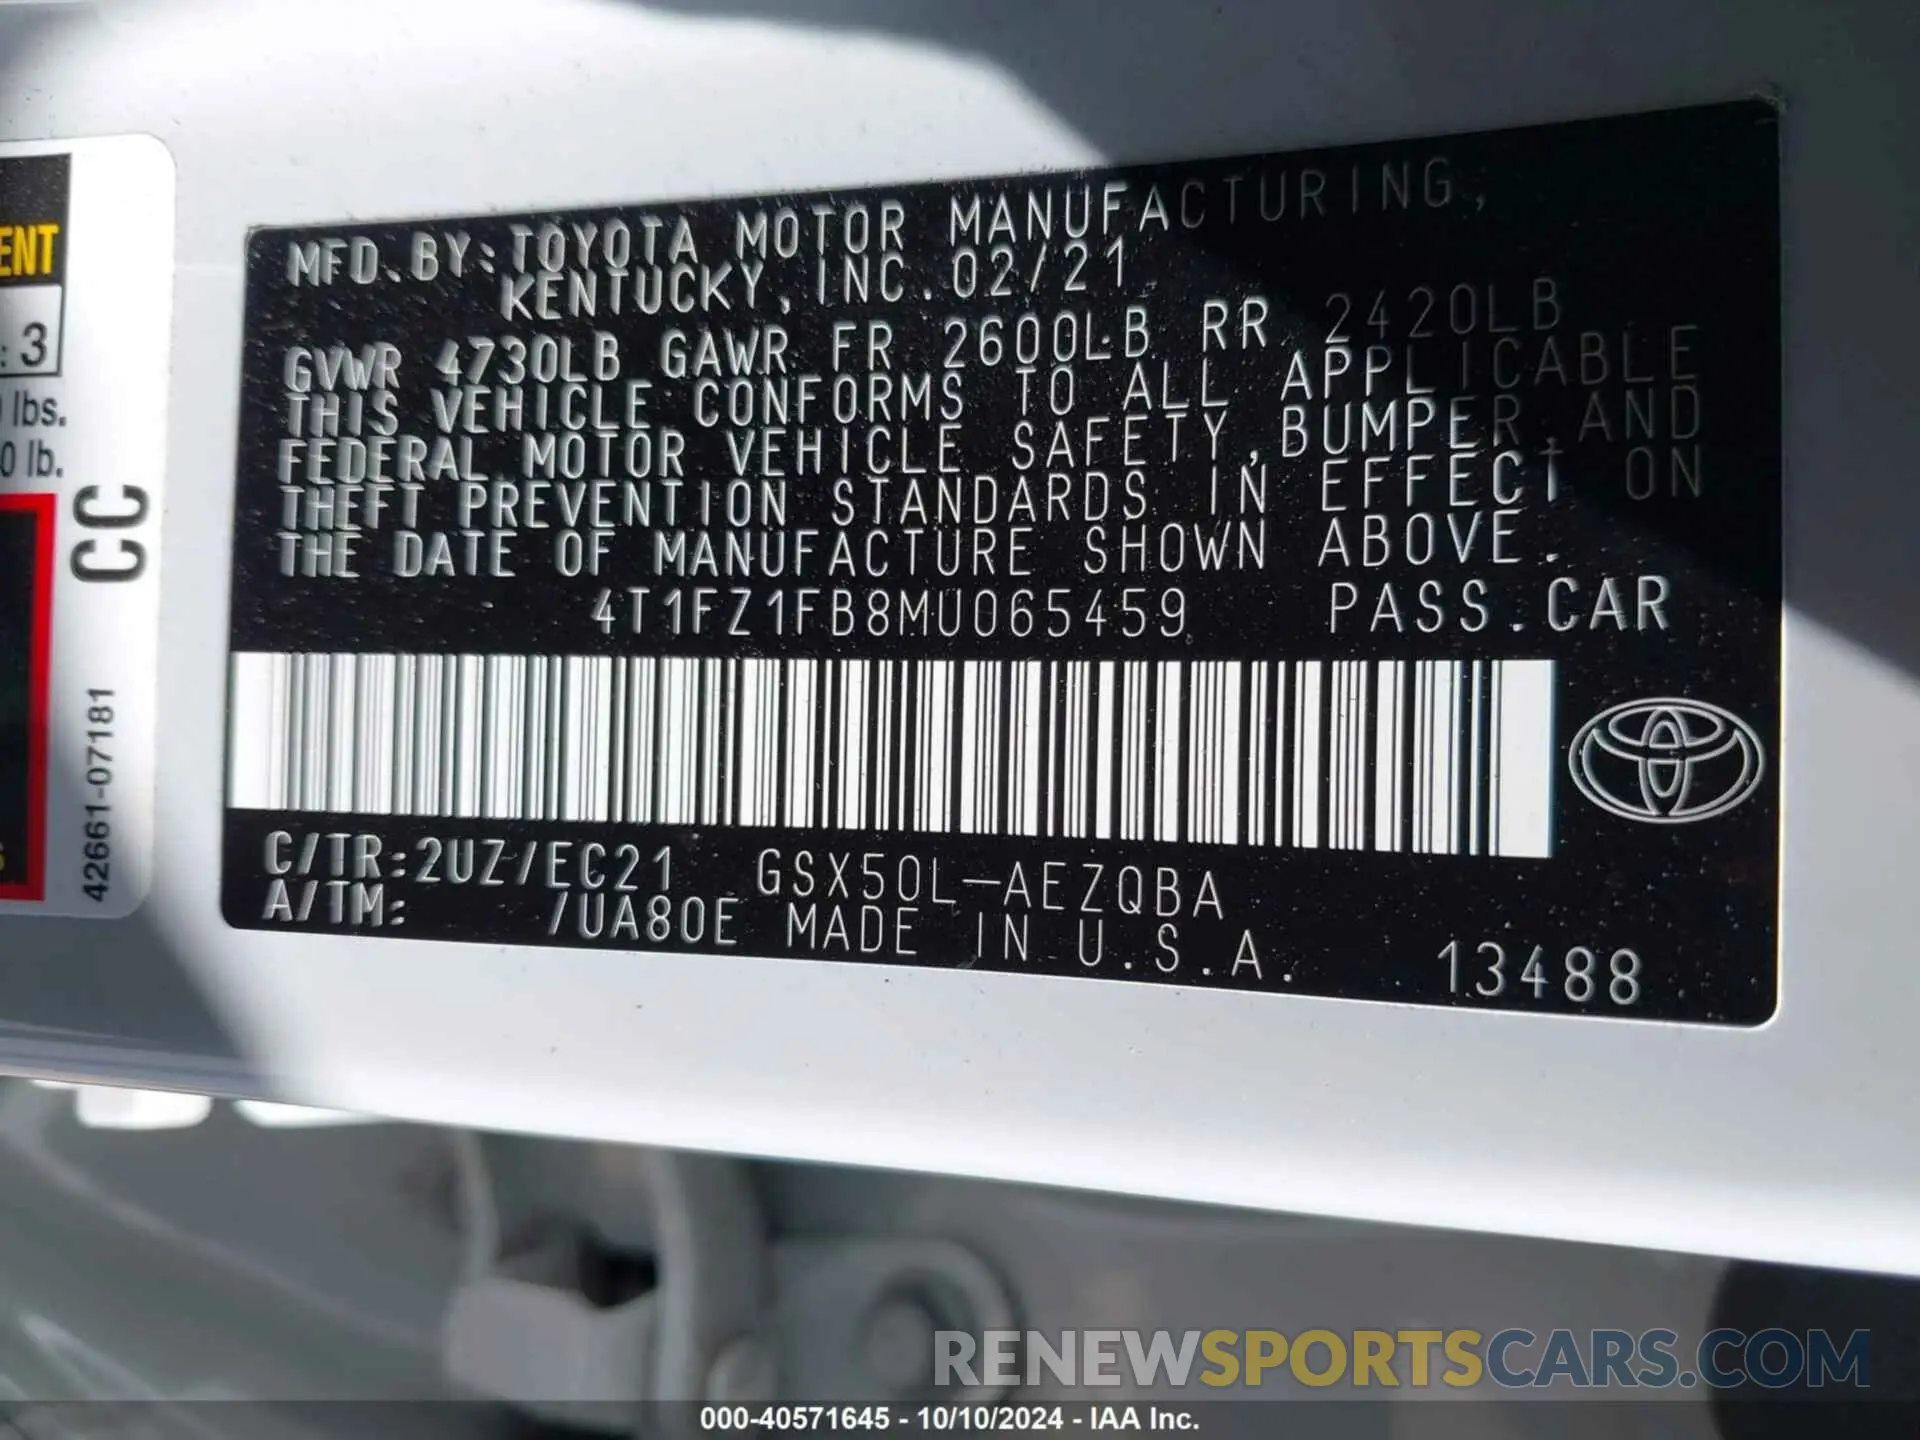 MFD. BY: TOYOTA MOTOR MANUFACTURING,
KENTUCKY, INC. 02/21
GVWR 4730LB GAWR FR 2600LB RR 2420LB
THIS VEHICLE CONFORMS TO ALL APPLICABLE
FEDERAL MOTOR VEHICLE SAFETY, BUMPER, AND
THEFT PREVENTION STANDARDS IN EFFECT ON
THE DATE OF MANUFACTURE SHOWN ABOVE.
4T1FZ1FB8MU065459 PASS. CAR
C/TR: 2UZ/EC21 GSX50L-AEZQBA
A/TM: /UA80E MADE IN U.S.A. 13488
ENT
: 3
lbs.
0 lb.
CC
42661-07181
RENEWSPORTSCARS.COM
000-40571645 - 10/10/2024 - IAA Inc.